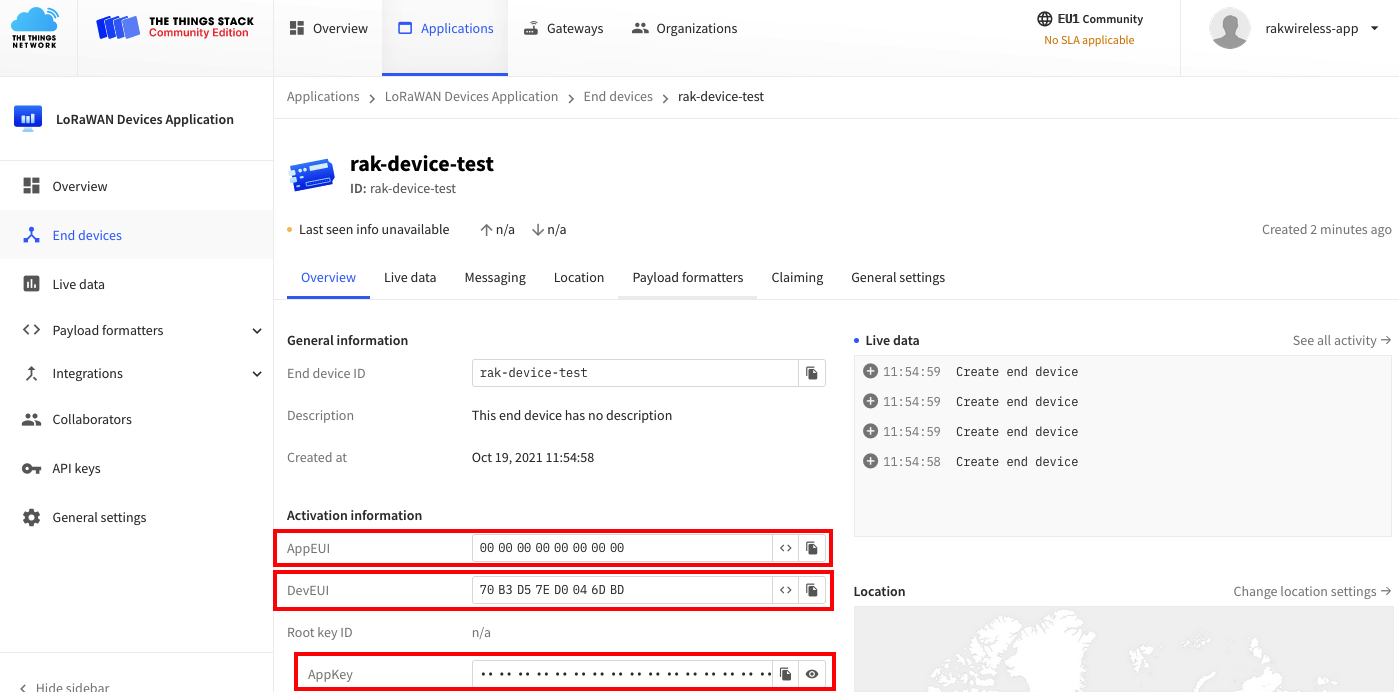 THE THINGS
NETWORK
THE THINGS STACK
Community Edition
Overview
Applications
Gateways
Organizations
EU1 Community
No SLA applicable
rakwireless-app
LoRaWAN Devices Application
Overview
End devices
Live data
Payload formatters
Integrations
Collaborators
API keys
General settings
Hide sidebar
Applications > LoRaWAN Devices Application > End devices > rak-device-test
rak-device-test
ID: rak-device-test
Last seen info unavailable ↑ n/a ↓ n/a
Created 2 minutes ago
Overview Live data Messaging Location Payload formatters Claiming General settings
General information
End device ID rak-device-test
Description This end device has no description
Created at Oct 19, 2021 11:54:58
Activation information
AppEUI 00 00 00 00 00 00 00 00
DevEUI 70 B3 D5 7E D0 04 6D BD
Root key ID n/a
AppKey •• •• •• •• •• •• •• •• •• •• •• •• •• •• •• ••
Live data
See all activity →
11:54:59 Create end device
11:54:59 Create end device
11:54:59 Create end device
11:54:58 Create end device
Location
Change location settings →